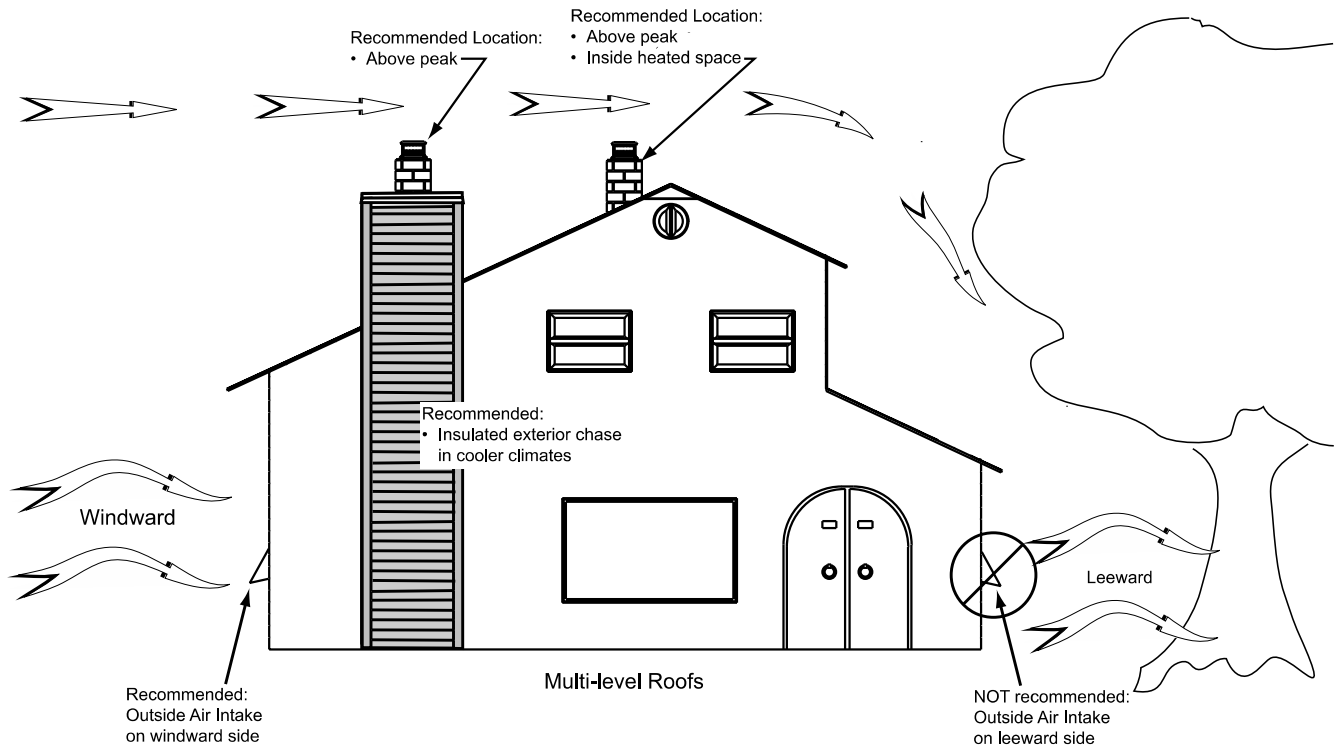 Recommended Location:
• Above peak
Recommended Location:
• Above peak
• Inside heated space
Recommended:
• Insulated exterior chase
in cooler climates
Windward
Leeward
Recommended:
Outside Air Intake
on windward side
Multi-level Roofs
NOT recommended:
Outside Air Intake
on leeward side